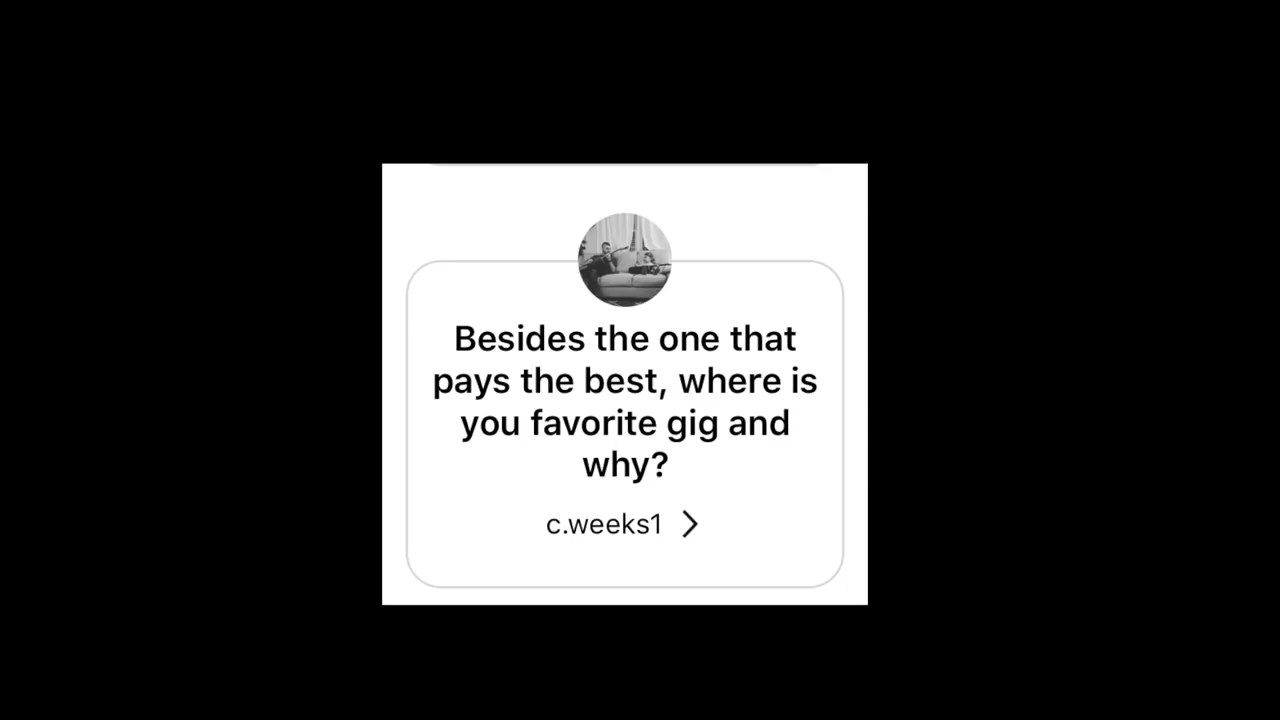 Besides the one that
pays the best, where is
you favorite gig and
why?
c.weeks1